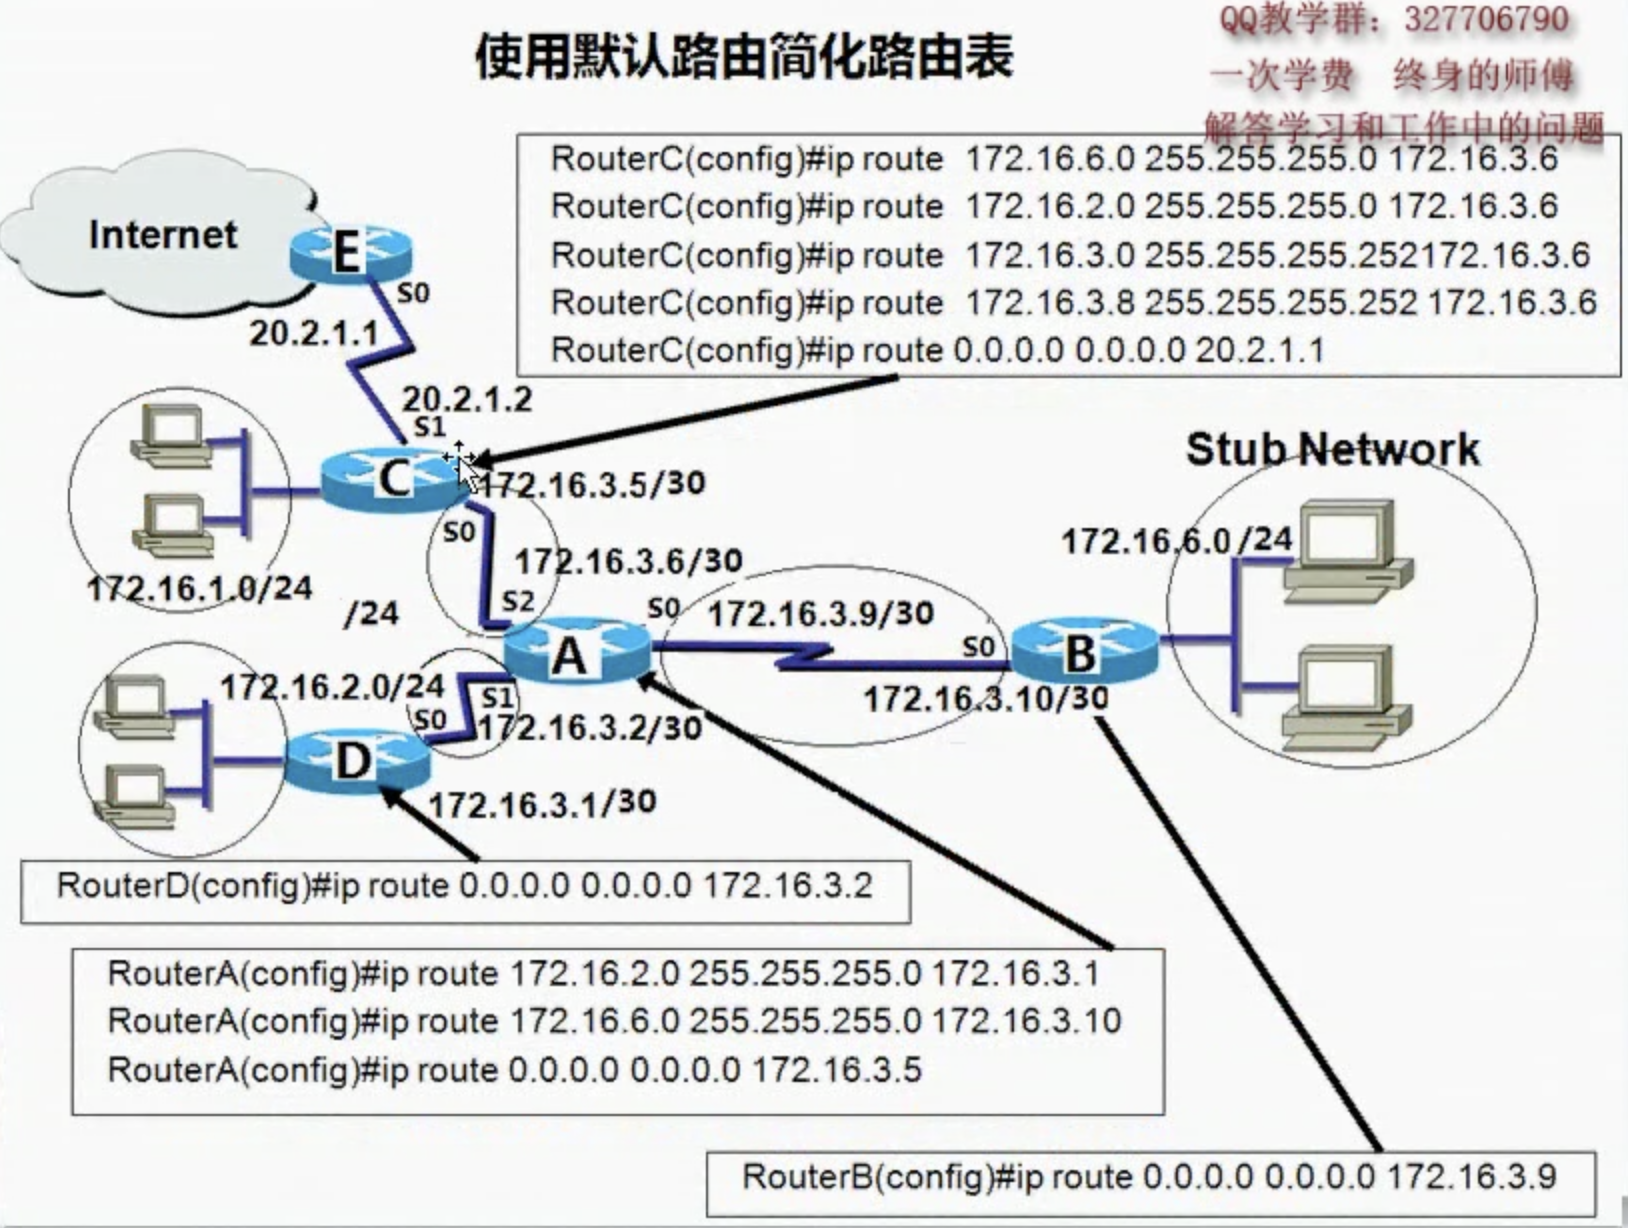 QQ教学群：327706790
一次学费 终身的师傅
解答学习和工作中的问题
使用默认路由简化路由表
RouterC(config)#ip route 172.16.6.0 255.255.255.0 172.16.3.6
RouterC(config)#ip route 172.16.2.0 255.255.255.0 172.16.3.6
RouterC(config)#ip route 172.16.3.0 255.255.255.252172.16.3.6
RouterC(config)#ip route 172.16.3.8 255.255.255.252 172.16.3.6
RouterC(config)#ip route 0.0.0.0 0.0.0.0 20.2.1.1
Internet
E
S0
20.2.1.1
20.2.1.2
S1
C
172.16.3.5/30
S0
172.16.1.0/24
172.16.3.6/30
/24
S2
Stub Network
172.16.6.0/24
A
S0
172.16.3.9/30
S0
B
172.16.3.10/30
172.16.2.0/24
S1
S0
172.16.3.2/30
D
172.16.3.1/30
RouterD(config)#ip route 0.0.0.0 0.0.0.0 172.16.3.2
RouterA(config)#ip route 172.16.2.0 255.255.255.0 172.16.3.1
RouterA(config)#ip route 172.16.6.0 255.255.255.0 172.16.3.10
RouterA(config)#ip route 0.0.0.0 0.0.0.0 172.16.3.5
RouterB(config)#ip route 0.0.0.0 0.0.0.0 172.16.3.9